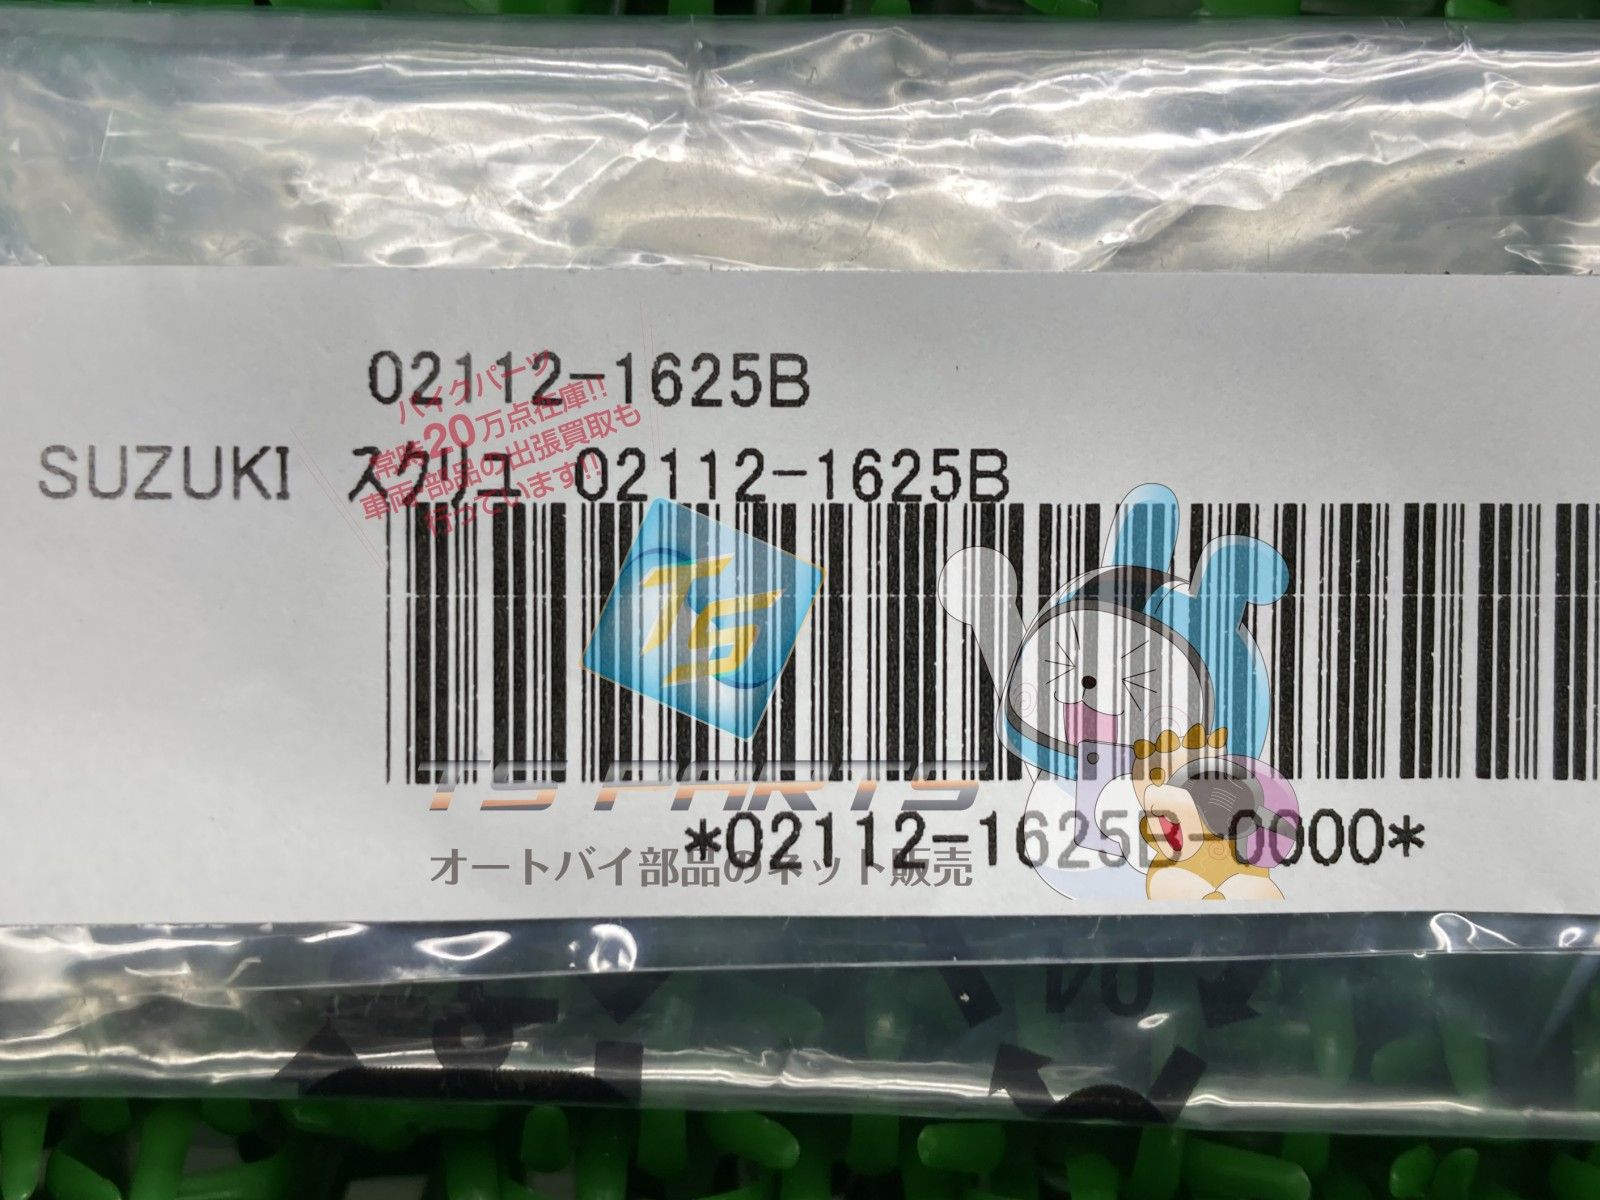 02112-1625B
バイクパーツ
常時20万点在庫!!
車両・部品の出張買取も
行っています!!
SUZUKI スクリュ 02112-1625B
TS
TS PARTS
*02112-1625B-0000*
オートバイ部品のネット販売